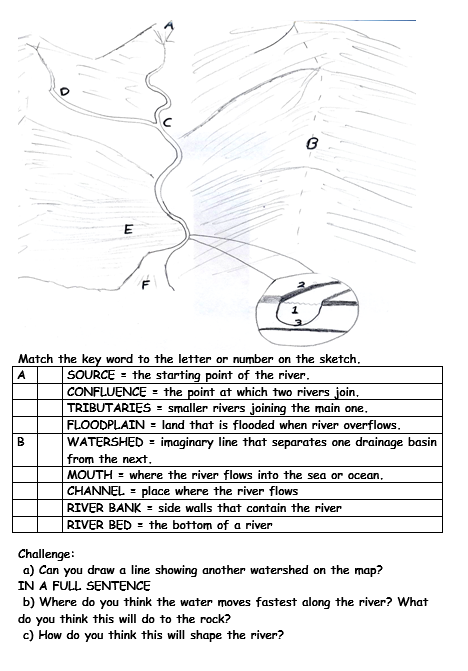 A
D
C
B
E
F
2
1
3
Match the key word to the letter or number on the sketch.
A SOURCE = the starting point of the river.
CONFLUENCE = the point at which two rivers join.
TRIBUTARIES = smaller rivers joining the main one.
FLOODPLAIN = land that is flooded when river overflows.
B WATERSHED = imaginary line that separates one drainage basin
from the next.
MOUTH = where the river flows into the sea or ocean.
CHANNEL = place where the river flows
RIVER BANK = side walls that contain the river
RIVER BED = the bottom of a river
Challenge:
a) Can you draw a line showing another watershed on the map?
IN A FULL SENTENCE
b) Where do you think the water moves fastest along the river? What
do you think this will do to the rock?
c) How do you think this will shape the river?